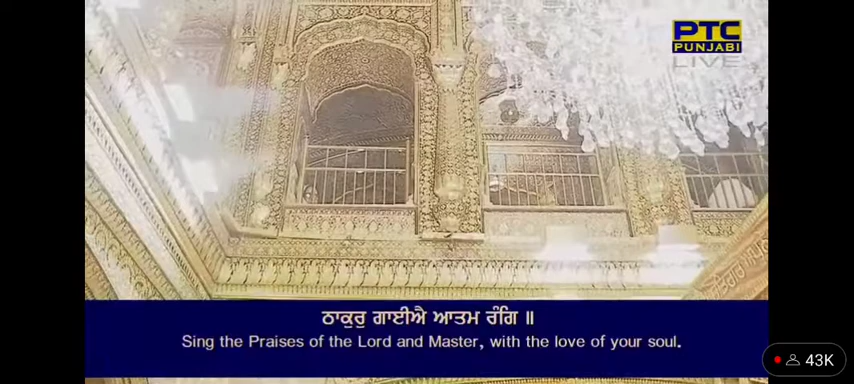 PTC
PUNJABI
LIVE
ਠਾਕੁਰੁ ਗਾਈਐ ਆਤਮ ਰੰਗਿ ॥
Sing the Praises of the Lord and Master, with the love of your soul.
43K